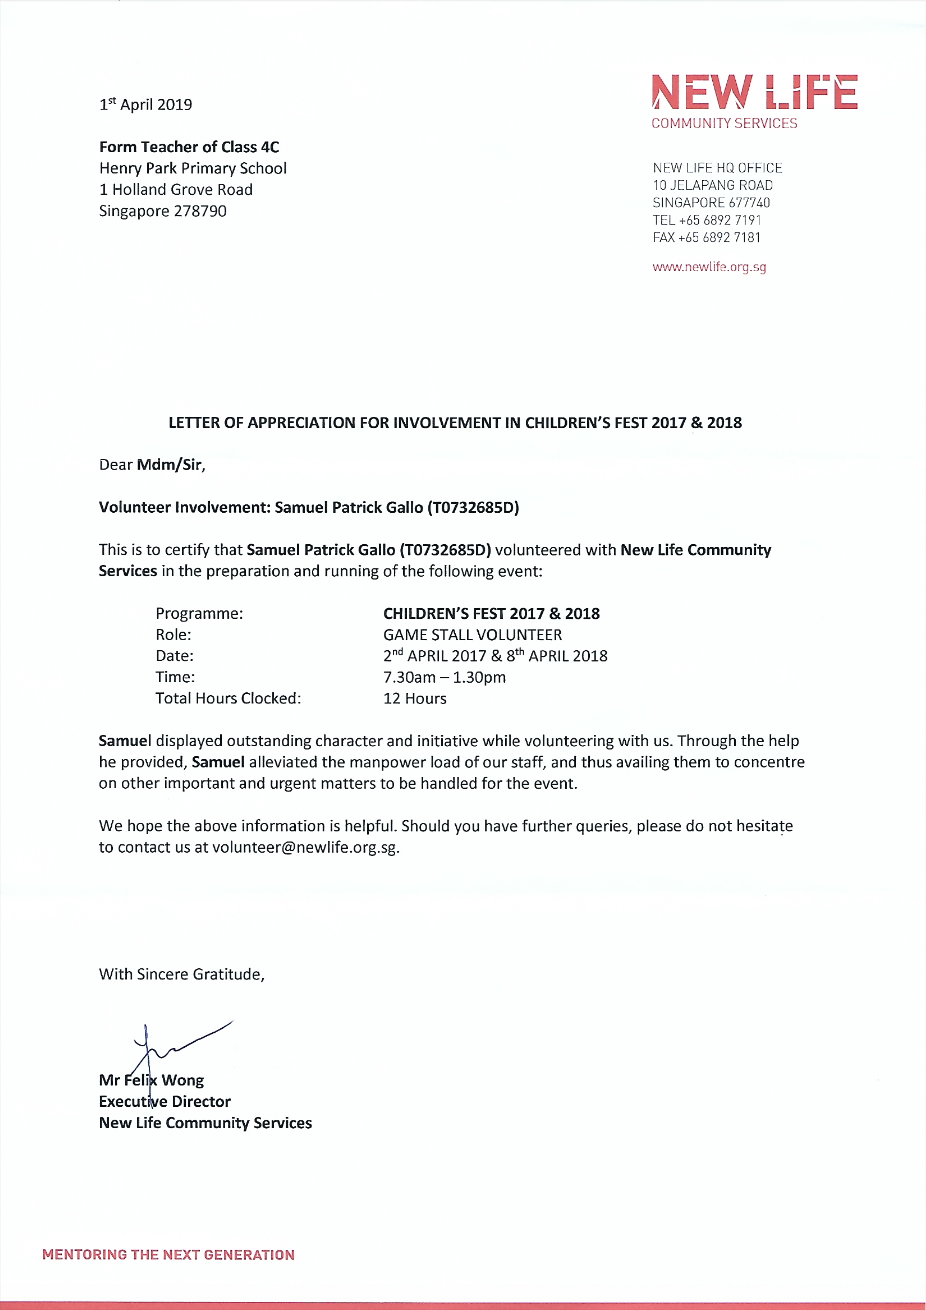 NEW LIFE
COMMUNITY SERVICES
NEW LIFE HQ OFFICE
10 JELAPANG ROAD
SINGAPORE 677740
TEL +65 6892 7191
FAX +65 6892 7181
www.newlife.org.sg
1st April 2019
Form Teacher of Class 4C
Henry Park Primary School
1 Holland Grove Road
Singapore 278790
LETTER OF APPRECIATION FOR INVOLVEMENT IN CHILDREN'S FEST 2017 & 2018
Dear Mdm/Sir,
Volunteer Involvement: Samuel Patrick Gallo (T0732685D)
This is to certify that Samuel Patrick Gallo (T0732685D) volunteered with New Life Community
Services in the preparation and running of the following event:
Programme: CHILDREN'S FEST 2017 & 2018
Role: GAME STALL VOLUNTEER
Date: 2nd APRIL 2017 & 8th APRIL 2018
Time: 7.30am – 1.30pm
Total Hours Clocked: 12 Hours
Samuel displayed outstanding character and initiative while volunteering with us. Through the help
he provided, Samuel alleviated the manpower load of our staff, and thus availing them to concentre
on other important and urgent matters to be handled for the event.
We hope the above information is helpful. Should you have further queries, please do not hesitate
to contact us at volunteer@newlife.org.sg.
With Sincere Gratitude,
Mr Felix Wong
Executive Director
New Life Community Services
MENTORING THE NEXT GENERATION